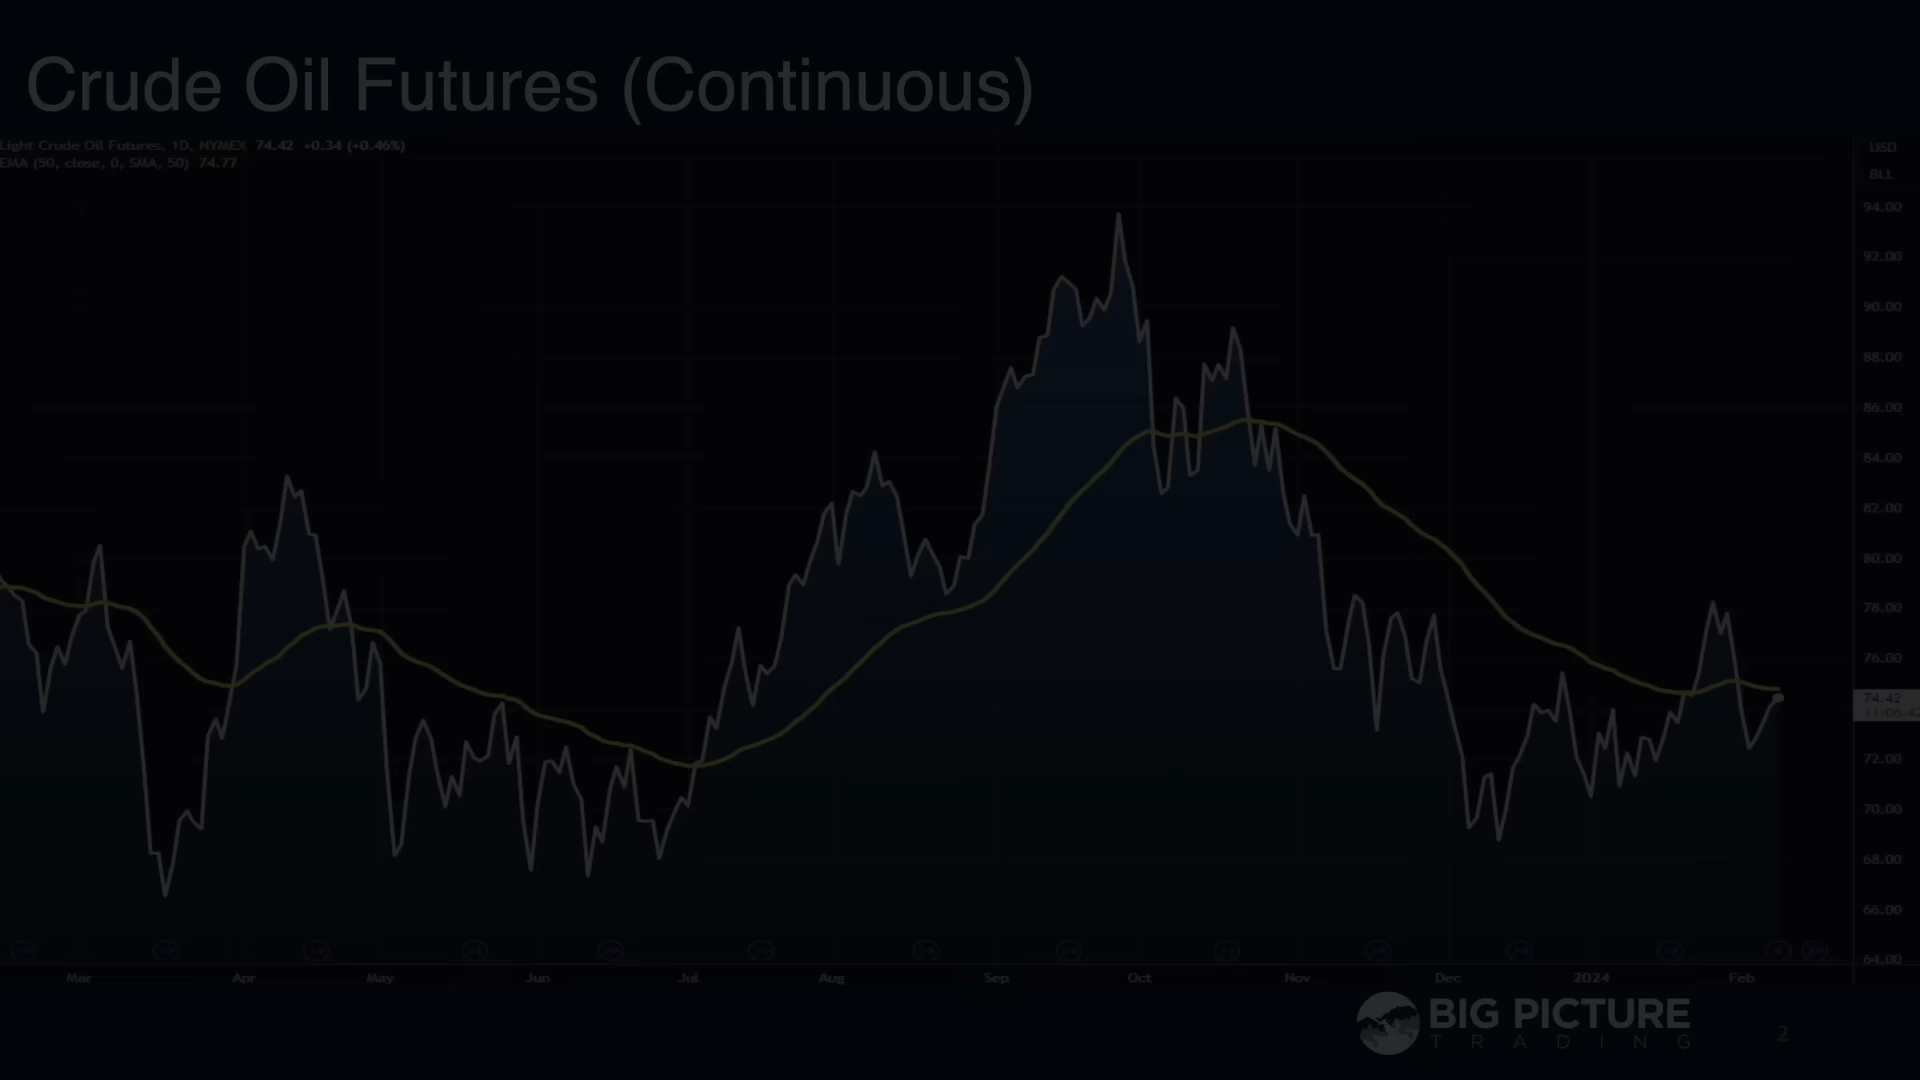 Crude Oil Futures (Continuous)
Light Crude Oil Futures, 1D, NYMEX 74.42 +0.34 (+0.46%)
EMA (50, close, 0, SMA, 50) 74.77
USD
BLL
94.00
92.00
90.00
88.00
86.00
84.00
82.00
80.00
78.00
76.00
74.42
72.00
70.00
68.00
66.00
64.00
Mar Apr May Jun Jul Aug Sep Oct Nov Dec 2024 Feb
BIG PICTURE
TRADING
2